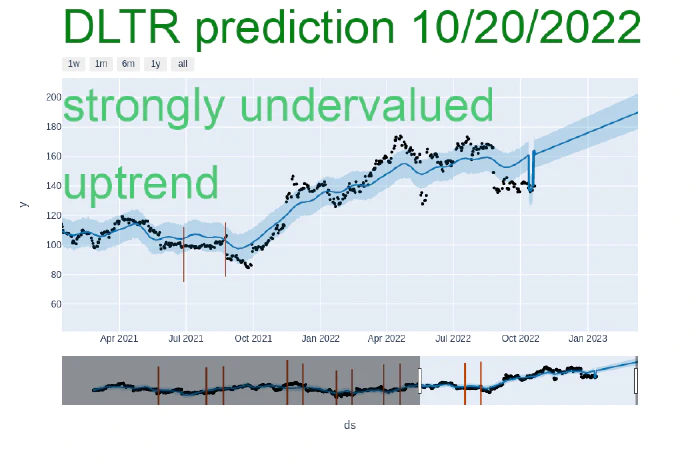 DLTR prediction 10/20/2022
1w 1m 6m 1y all
strongly undervalued
uptrend
200
180
160
140
120
100
80
60
y
Apr 2021 Jul 2021 Oct 2021 Jan 2022 Apr 2022 Jul 2022 Oct 2022 Jan 2023
ds